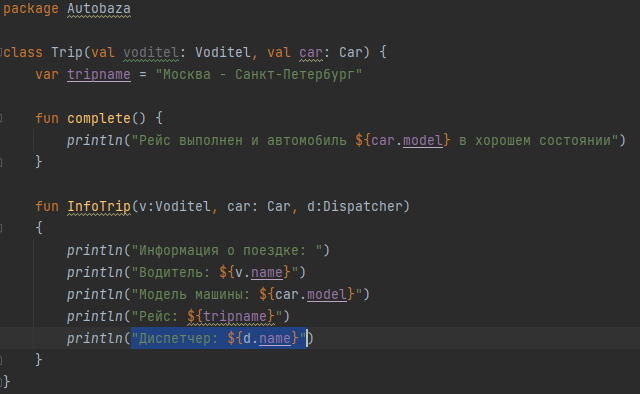 package Autobaza
class Trip(val voditel: Voditel, val car: Car) {
var tripname = "Москва - Санкт-Петербург"
fun complete() {
println("Рейс выполнен и автомобиль ${car.model} в хорошем состоянии")
}
fun InfoTrip(v:Voditel, car: Car, d:Dispatcher)
{
println("Информация о поездке: ")
println("Водитель: ${v.name}")
println("Модель машины: ${car.model}")
println("Рейс: ${tripname}")
println("Диспетчер: ${d.name}")
}
}